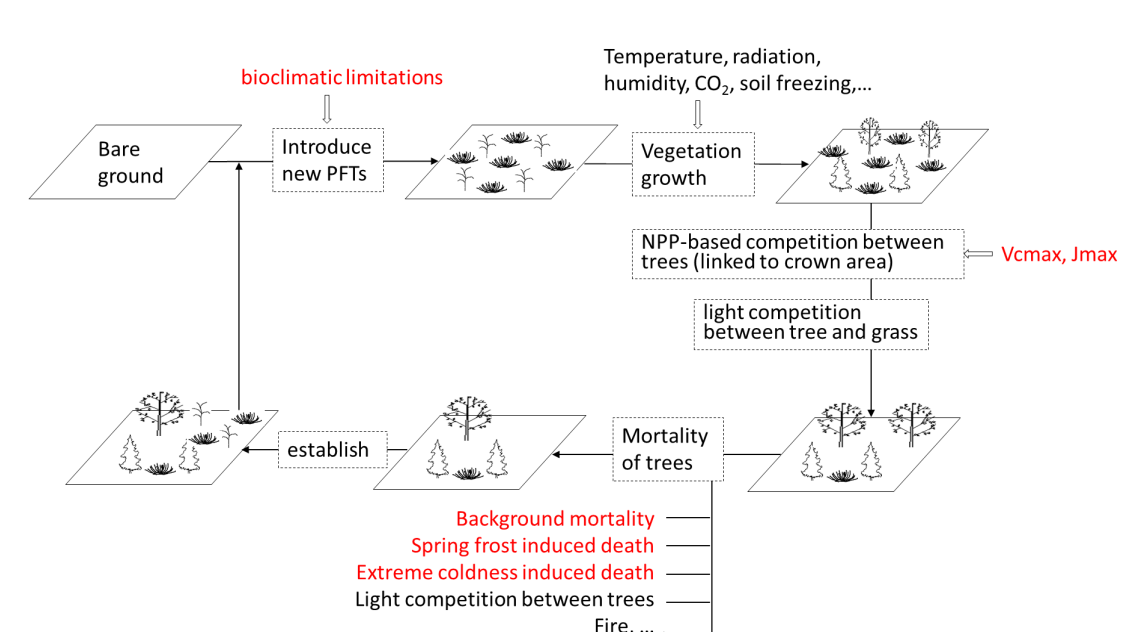 Temperature, radiation,
humidity, CO₂, soil freezing,...
bioclimatic limitations
Bare
ground
Introduce
new PFTs
Vegetation
growth
NPP-based competition between
trees (linked to crown area)
Vcmax, Jmax
light competition
between tree and grass
Mortality
of trees
establish
Background mortality
Spring frost induced death
Extreme coldness induced death
Light competition between trees
Fire, ...